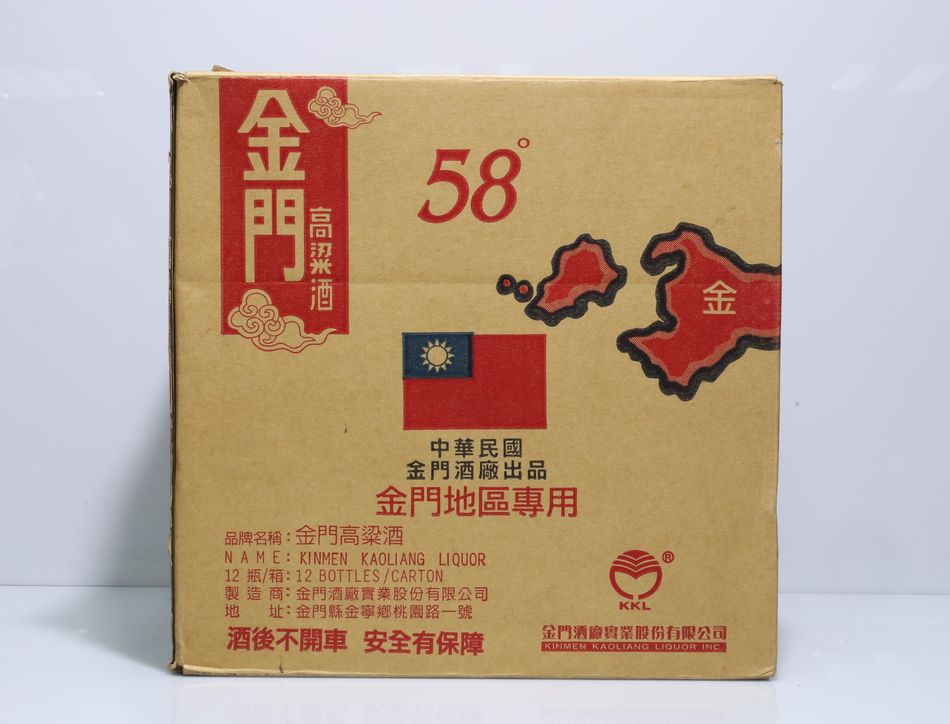 金門
高粱酒
58°
金
中華民國
金門酒廠出品
金門地區專用
品牌名稱：金門高粱酒
NAME: KINMEN KAOLIANG LIQUOR
12瓶/箱：12 BOTTLES/CARTON
製造商：金門酒廠實業股份有限公司
地　址：金門縣金寧鄉桃園路一號
酒後不開車　安全有保障
®
KKL
金門酒廠實業股份有限公司
KINMEN KAOLIANG LIQUOR INC.